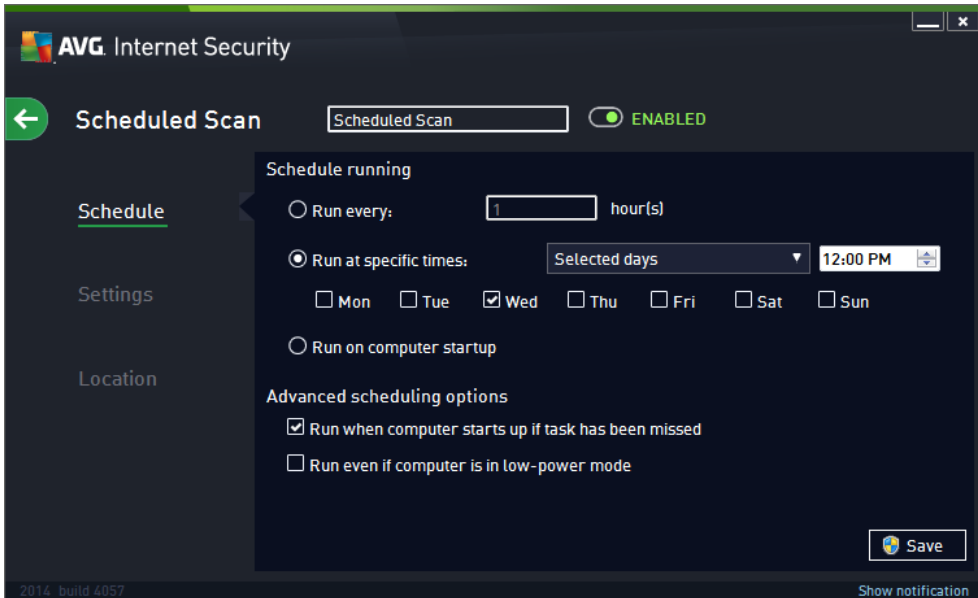 AVG. Internet Security
Scheduled Scan
Scheduled Scan
ENABLED
Schedule
Settings
Location
Schedule running
Run every:
1
hour(s)
Run at specific times:
Selected days
12:00 PM
Mon
Tue
Wed
Thu
Fri
Sat
Sun
Run on computer startup
Advanced scheduling options
Run when computer starts up if task has been missed
Run even if computer is in low-power mode
Save
2014 build 4057
Show notification